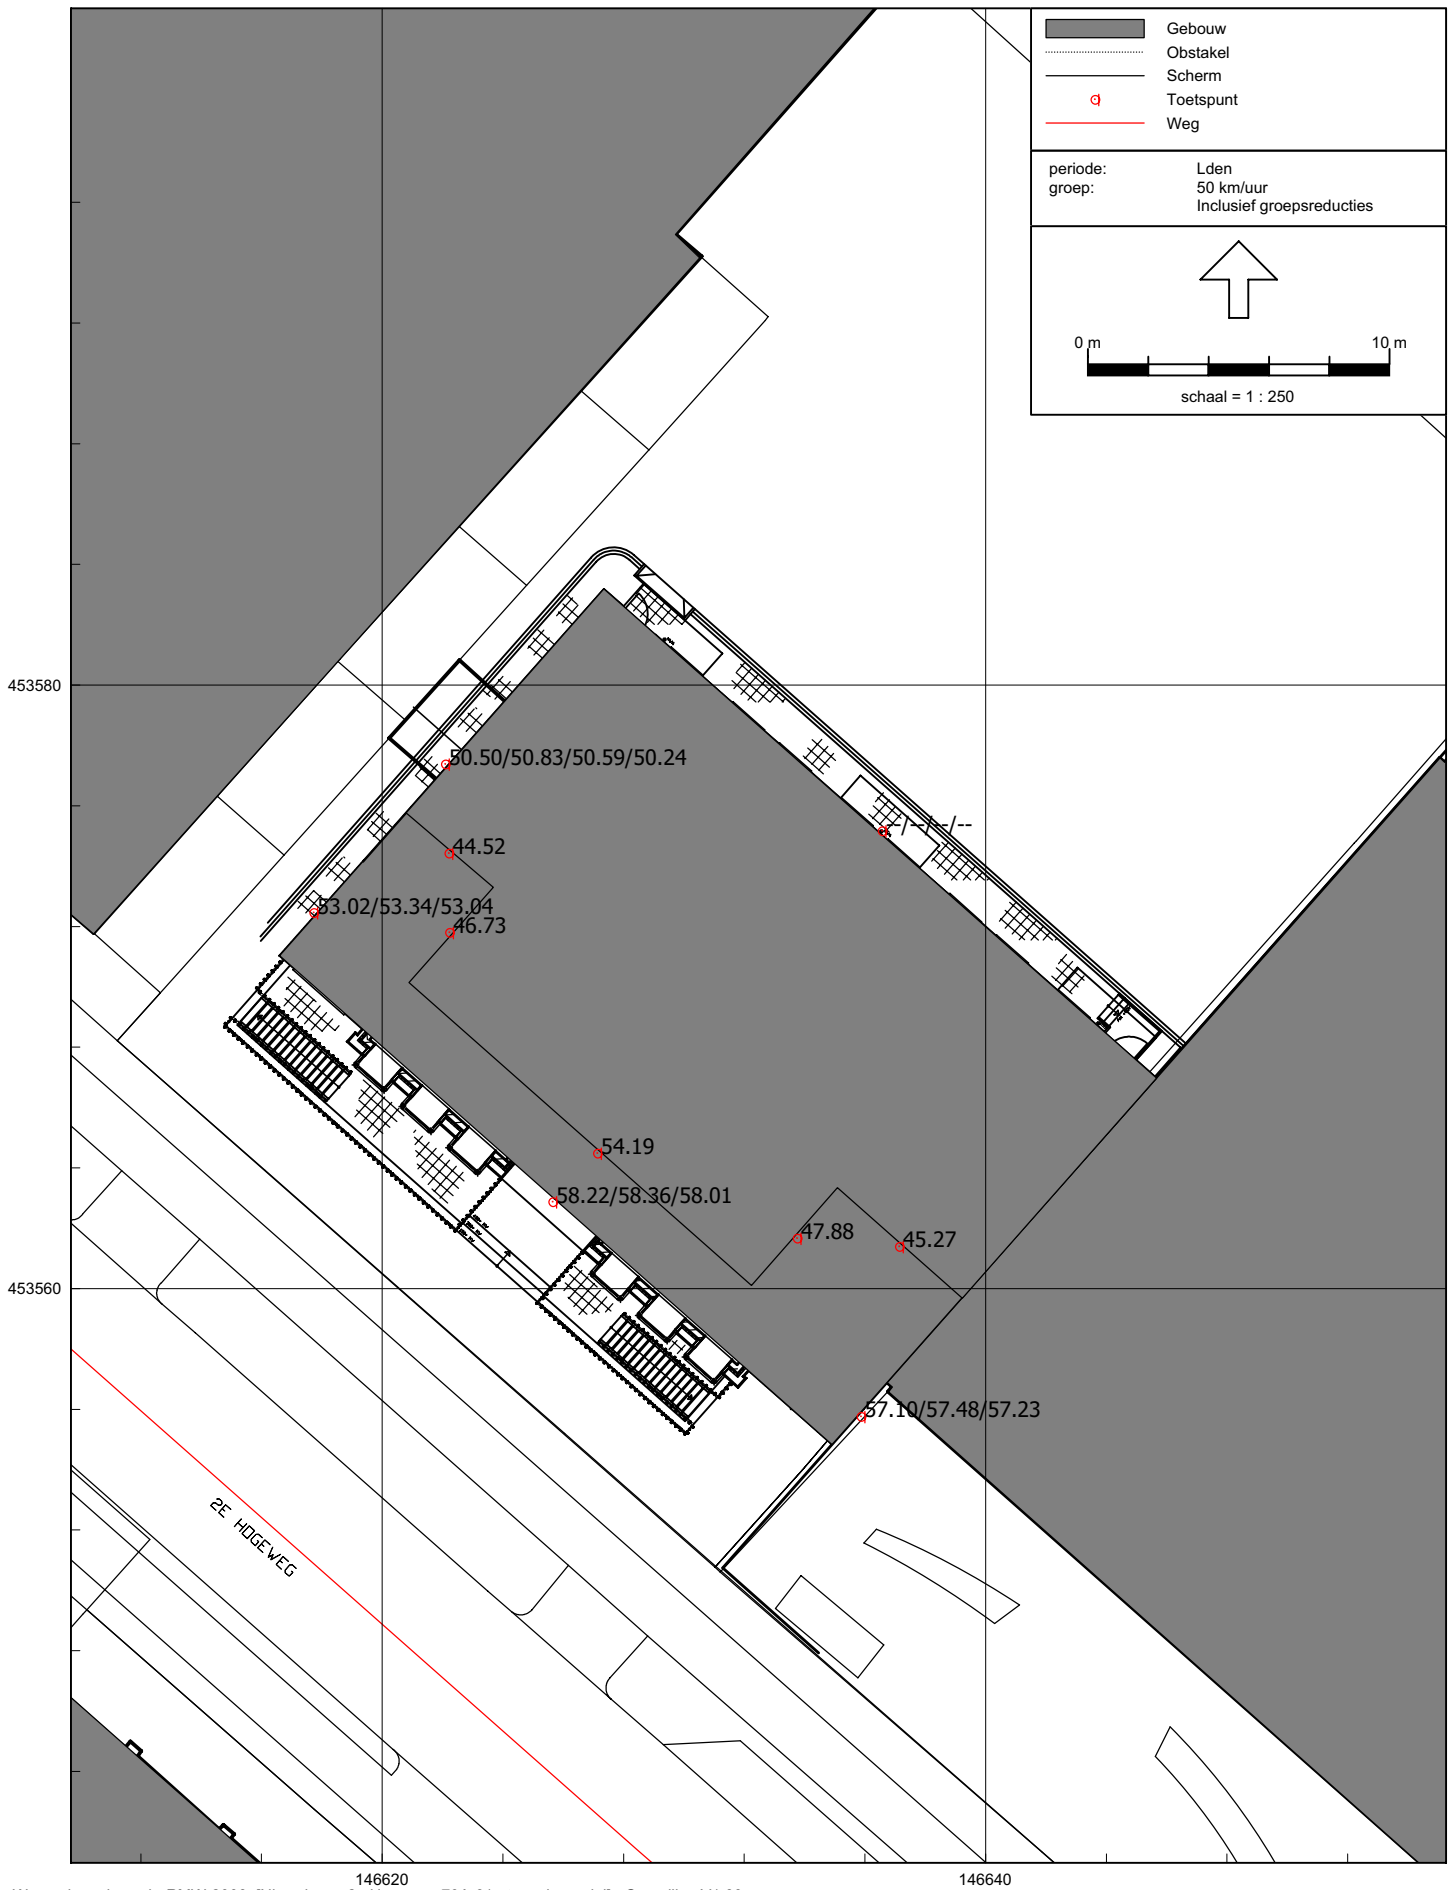 Gebouw
Obstakel
Scherm
Toetspunt
Weg
periode: Lden
groep: 50 km/uur
Inclusief groepsreducties
0 m 10 m
schaal = 1 : 250
453580
50.50/50.83/50.59/50.24
--/--/--/--
44.52
53.02/53.34/53.04
46.73
54.19
58.22/58.36/58.01
47.88
45.27
453560
57.10/57.48/57.23
2E HOGEWEG
146620 146640